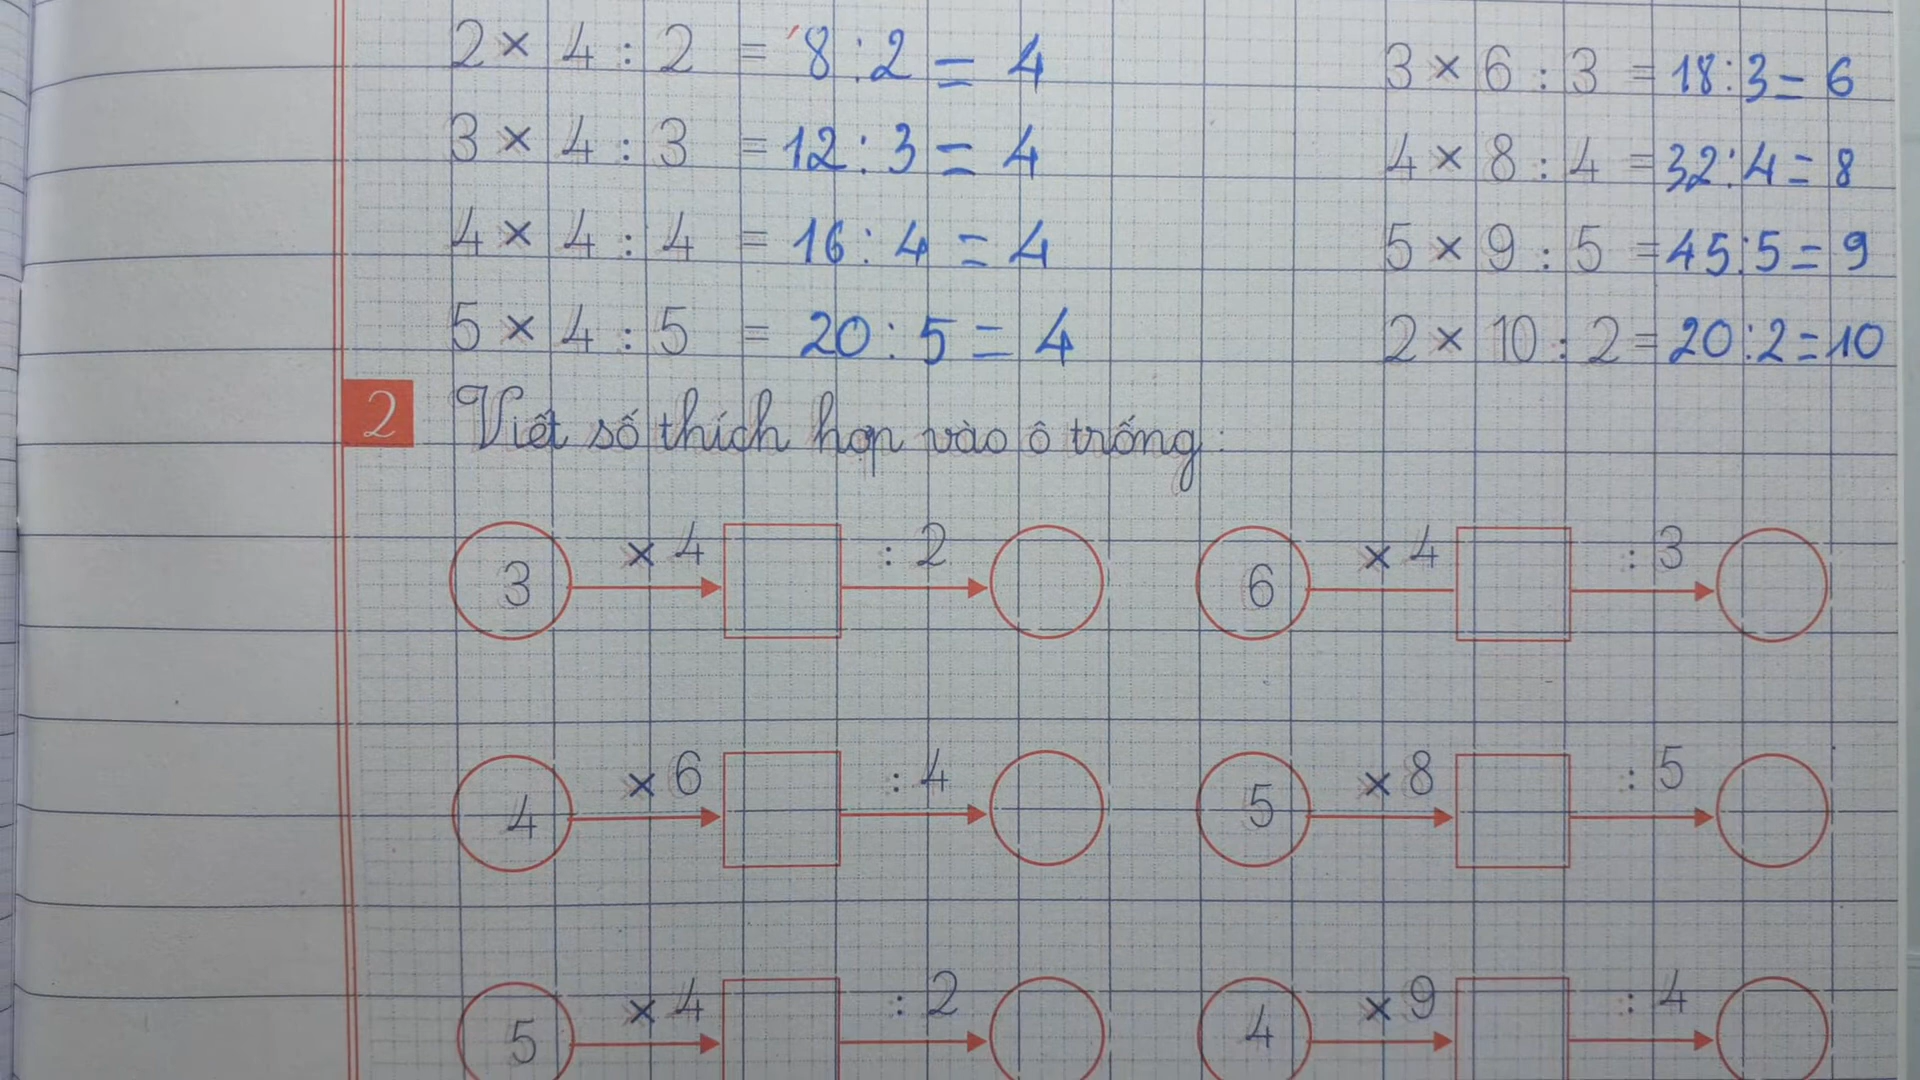 2 × 4 : 2 = 8 : 2 = 4
3 × 4 : 3 = 12 : 3 = 4
4 × 4 : 4 = 16 : 4 = 4
5 × 4 : 5 = 20 : 5 = 4
3 × 6 : 3 = 18 : 3 = 6
4 × 8 : 4 = 32 : 4 = 8
5 × 9 : 5 = 45 : 5 = 9
2 × 10 : 2 = 20 : 2 = 10
2 Viết số thích hợp vào ô trống:
3 × 4 : 2
6 × 4 : 3
4 × 6 : 4
5 × 8 : 5
5 × 4 : 2
4 × 9 : 4